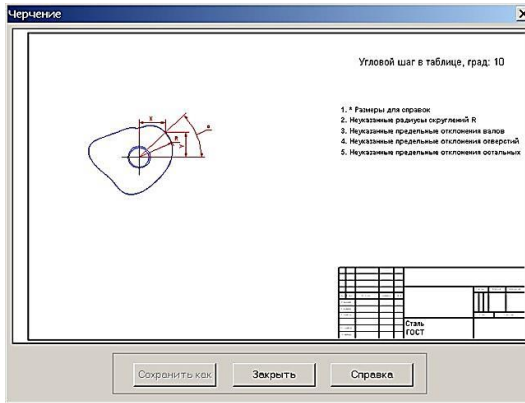 Черчение
Угловой шаг в таблице, град: 10
1. * Размеры для справок
2. Неуказанные радиусы скруглений R
3. Неуказанные предельные отклонения валов
4. Неуказанные предельные отклонения отверстий
5. Неуказанные предельные отклонения остальных
X
R
Y
Сталь
ГОСТ
Сохранить как
Закрыть
Справка